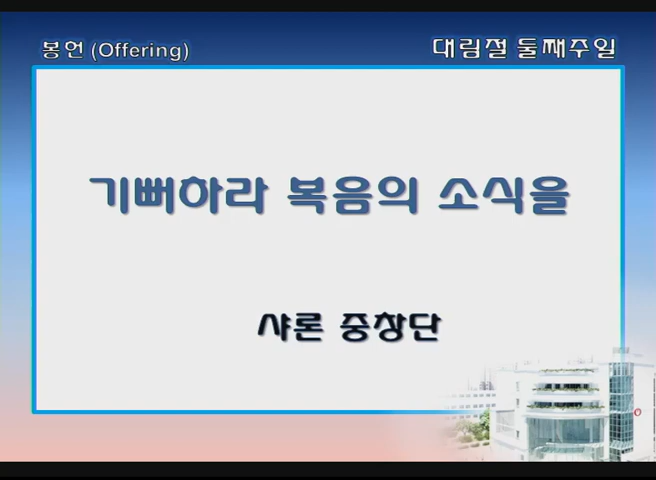 봉헌 (Offering)
대림절 둘째주일
기뻐하라 복음의 소식을
샤론 중창단